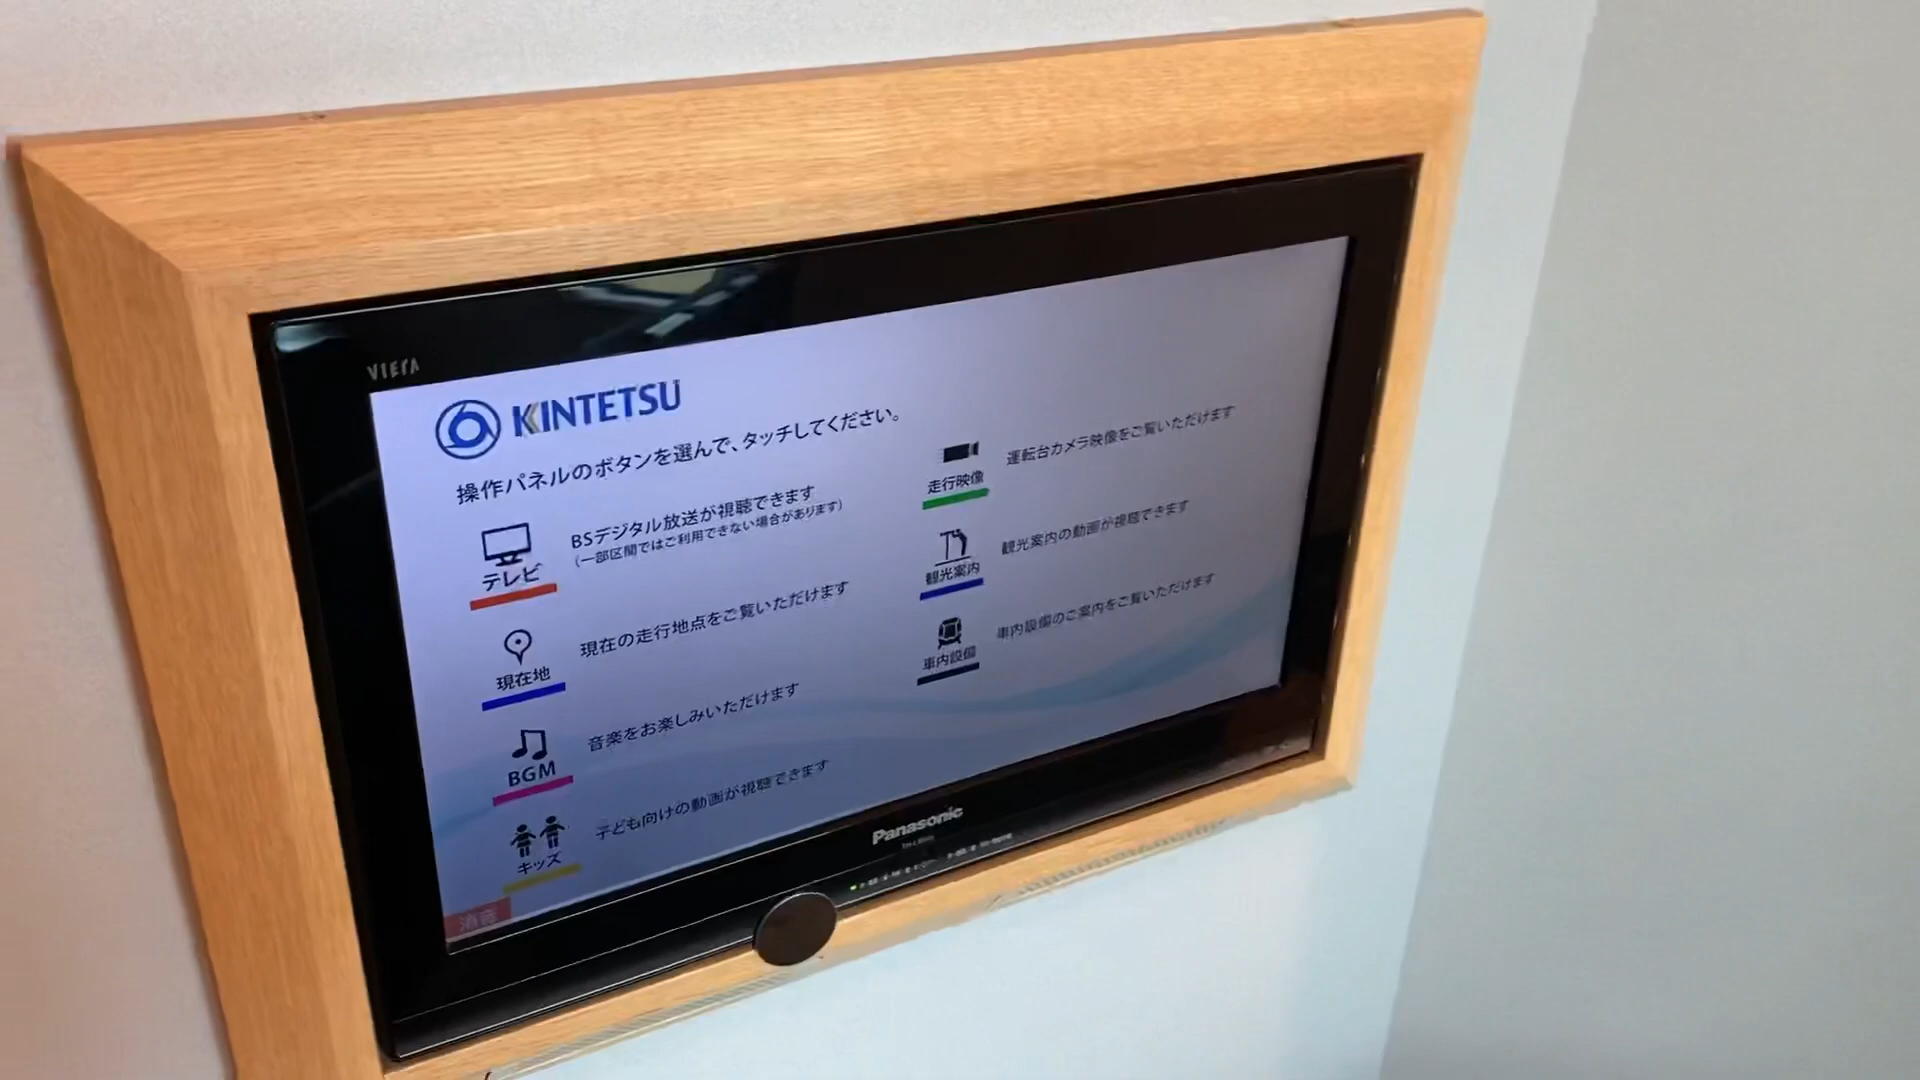 VIERA
KINTETSU
操作パネルのボタンを選んで、タッチしてください。
テレビ
BSデジタル放送が視聴できます
(一部区間ではご利用できない場合があります)
現在地
現在の走行地点をご覧いただけます
BGM
音楽をお楽しみいただけます
キッズ
子ども向けの動画が視聴できます
走行映像
運転台カメラ映像をご覧いただけます
観光案内
観光案内の動画が視聴できます
車内設備
車内設備のご案内をご覧いただけます
消音
Panasonic